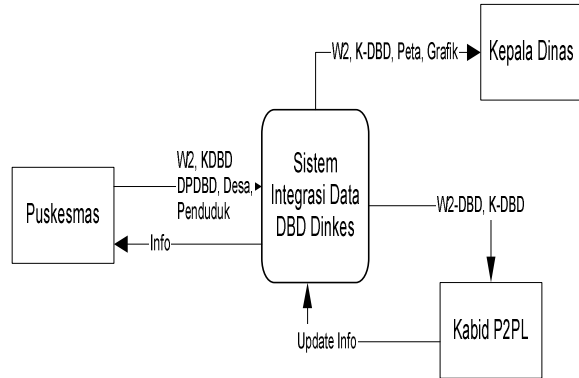 W2, K-DBD, Peta, Grafik
Kepala Dinas
W2, KDBD
DPDBD, Desa,
Penduduk
Sistem
Integrasi Data
DBD Dinkes
Puskesmas
W2-DBD, K-DBD
Info
Update Info
Kabid P2PL